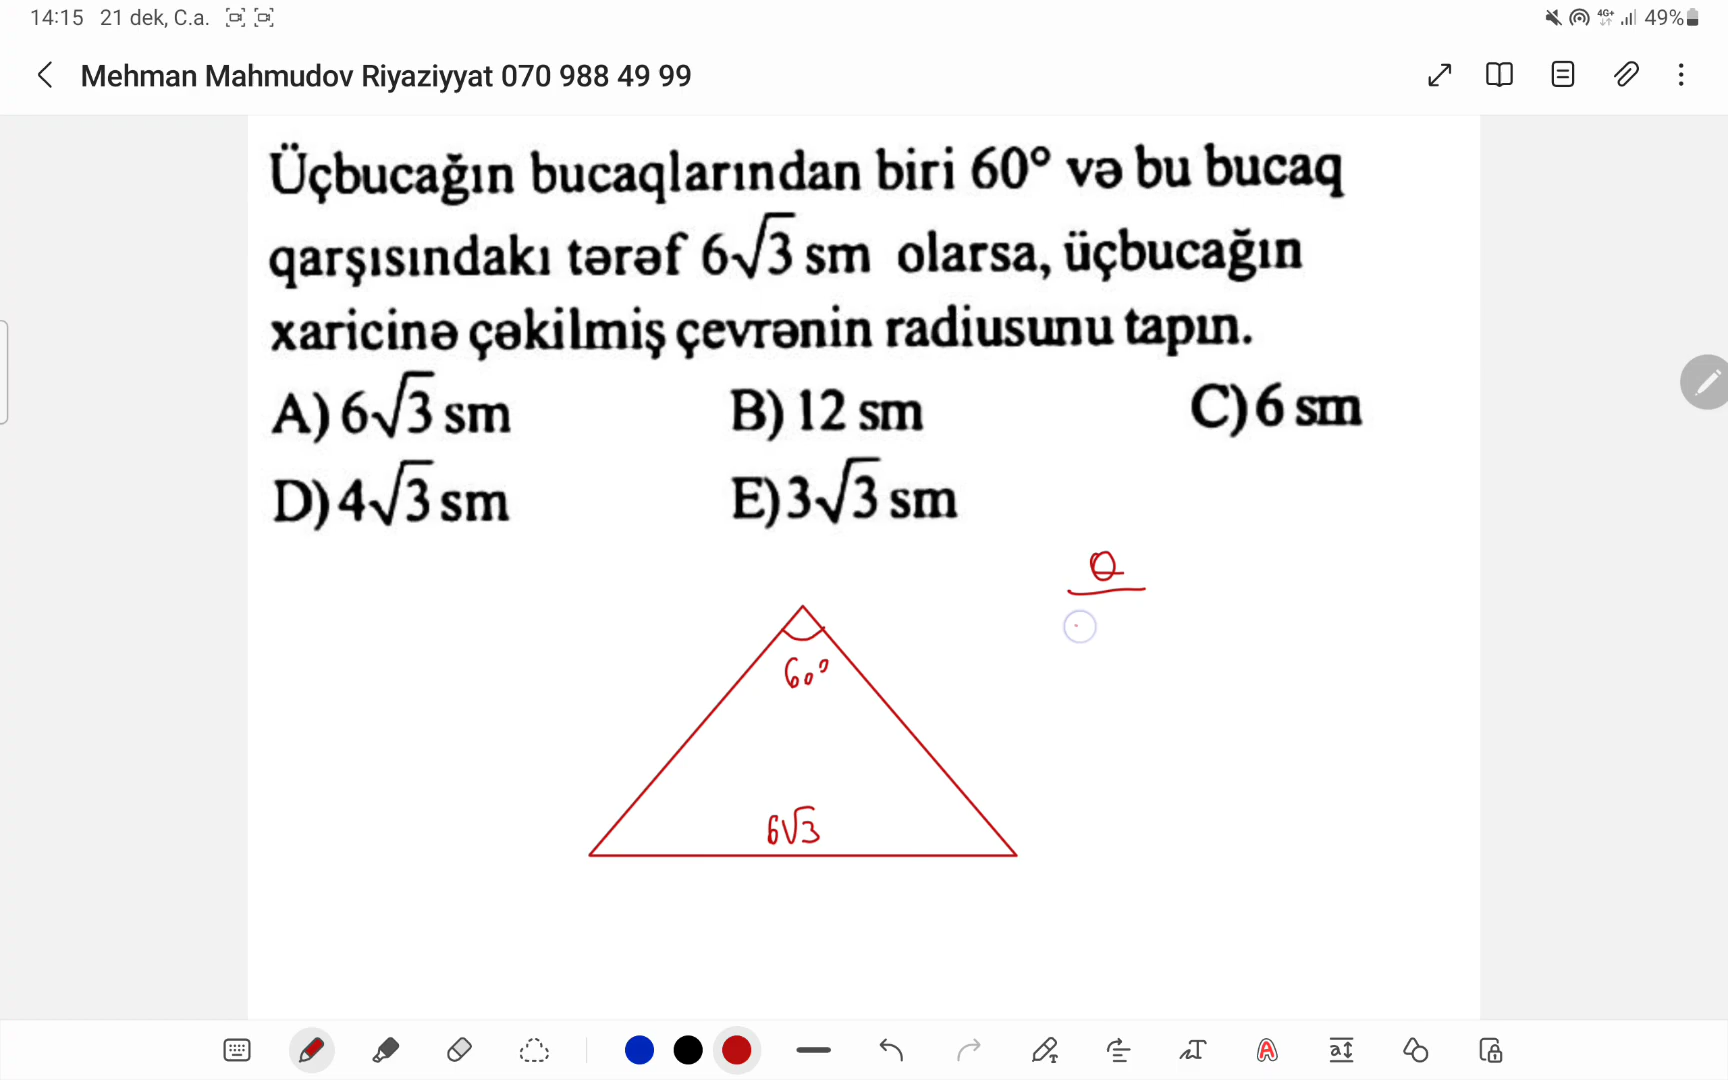 14:15 21 dek, C.a. 4G+ 49%
Mehman Mahmudov Riyaziyyat 070 988 49 99
Üçbucağın bucaqlarından biri 60° və bu bucaq
qarşısındakı tərəf 6√3 sm olarsa, üçbucağın
xaricinə çəkilmiş çevrənin radiusunu tapın.
A) 6√3 sm B) 12 sm C) 6 sm
D) 4√3 sm E) 3√3 sm
a
60°
6√3